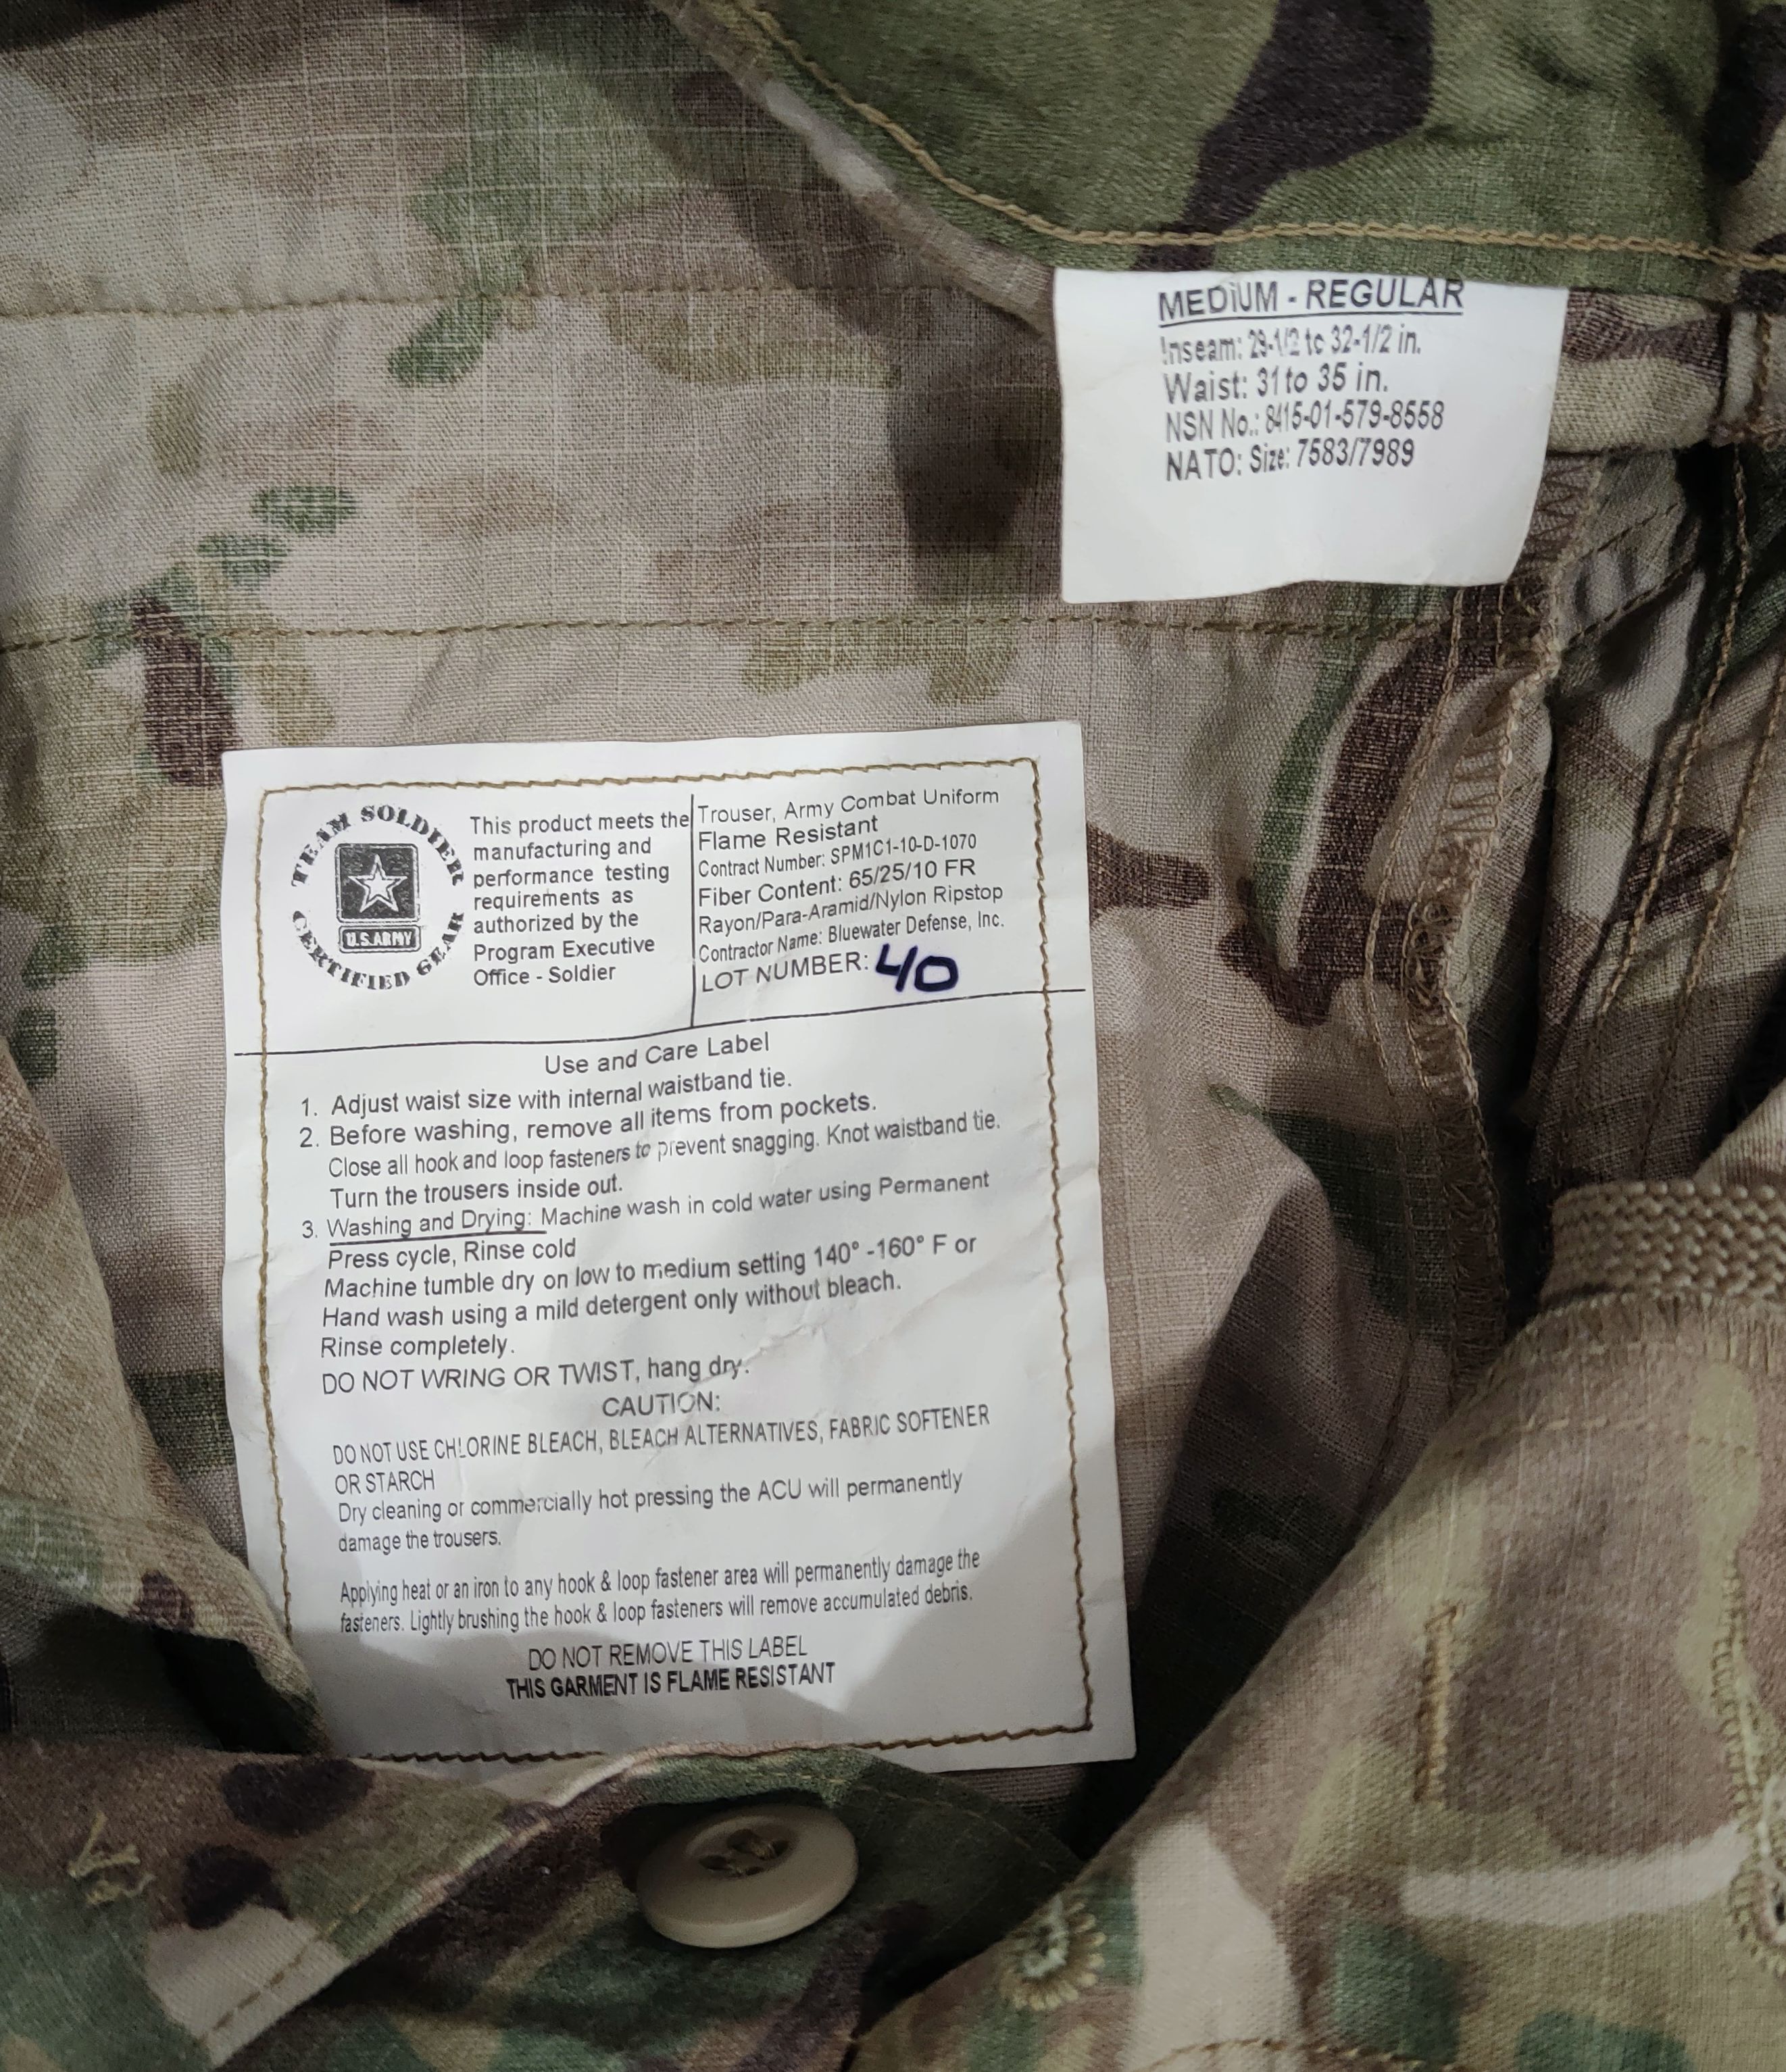 MEDIUM - REGULAR
Inseam: 29-1/2 to 32-1/2 in.
Waist: 31 to 35 in.
NSN No.: 8415-01-579-8558
NATO: Size: 7583/7989
TEAM SOLDIER
CERTIFIED GEAR
U.S.ARMY
This product meets the
manufacturing and
performance testing
requirements as
authorized by the
Program Executive
Office - Soldier
Trouser, Army Combat Uniform
Flame Resistant
Contract Number: SPM1C1-10-D-1070
Fiber Content: 65/25/10 FR
Rayon/Para-Aramid/Nylon Ripstop
Contractor Name: Bluewater Defense, Inc.
LOT NUMBER: 40
Use and Care Label
1. Adjust waist size with internal waistband tie.
2. Before washing, remove all items from pockets.
Close all hook and loop fasteners to prevent snagging. Knot waistband tie.
Turn the trousers inside out.
3. Washing and Drying: Machine wash in cold water using Permanent
Press cycle, Rinse cold
Machine tumble dry on low to medium setting 140° -160° F or
Hand wash using a mild detergent only without bleach.
Rinse completely.
DO NOT WRING OR TWIST, hang dry.
CAUTION:
DO NOT USE CHLORINE BLEACH, BLEACH ALTERNATIVES, FABRIC SOFTENER
OR STARCH
Dry cleaning or commercially hot pressing the ACU will permanently
damage the trousers.
Applying heat or an iron to any hook & loop fastener area will permanently damage the
fasteners. Lightly brushing the hook & loop fasteners will remove accumulated debris.
DO NOT REMOVE THIS LABEL
THIS GARMENT IS FLAME RESISTANT